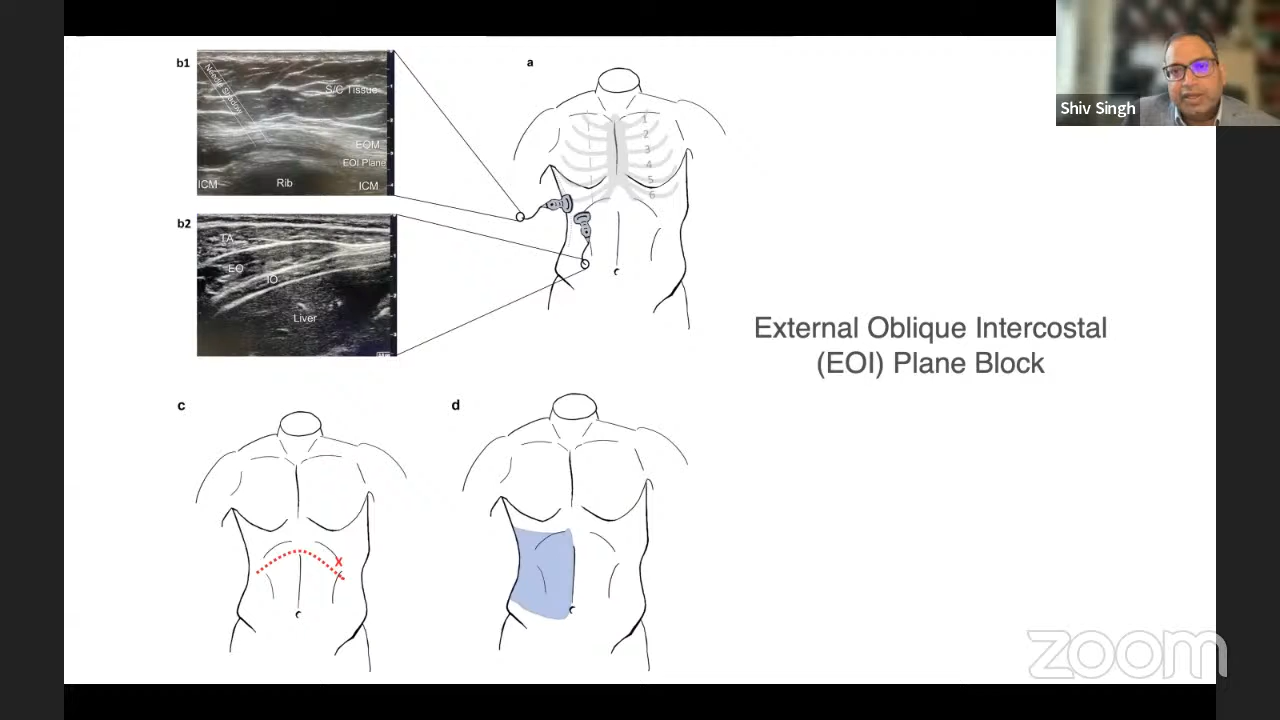 b1
Needle Shadow
S/C Tissue
EOM
EOI Plane
ICM
Rib
ICM
b2
TA
EO
IO
Liver
a
1
2
3
4
5
6
Shiv Singh
External Oblique Intercostal
(EOI) Plane Block
c
X
d
zoom